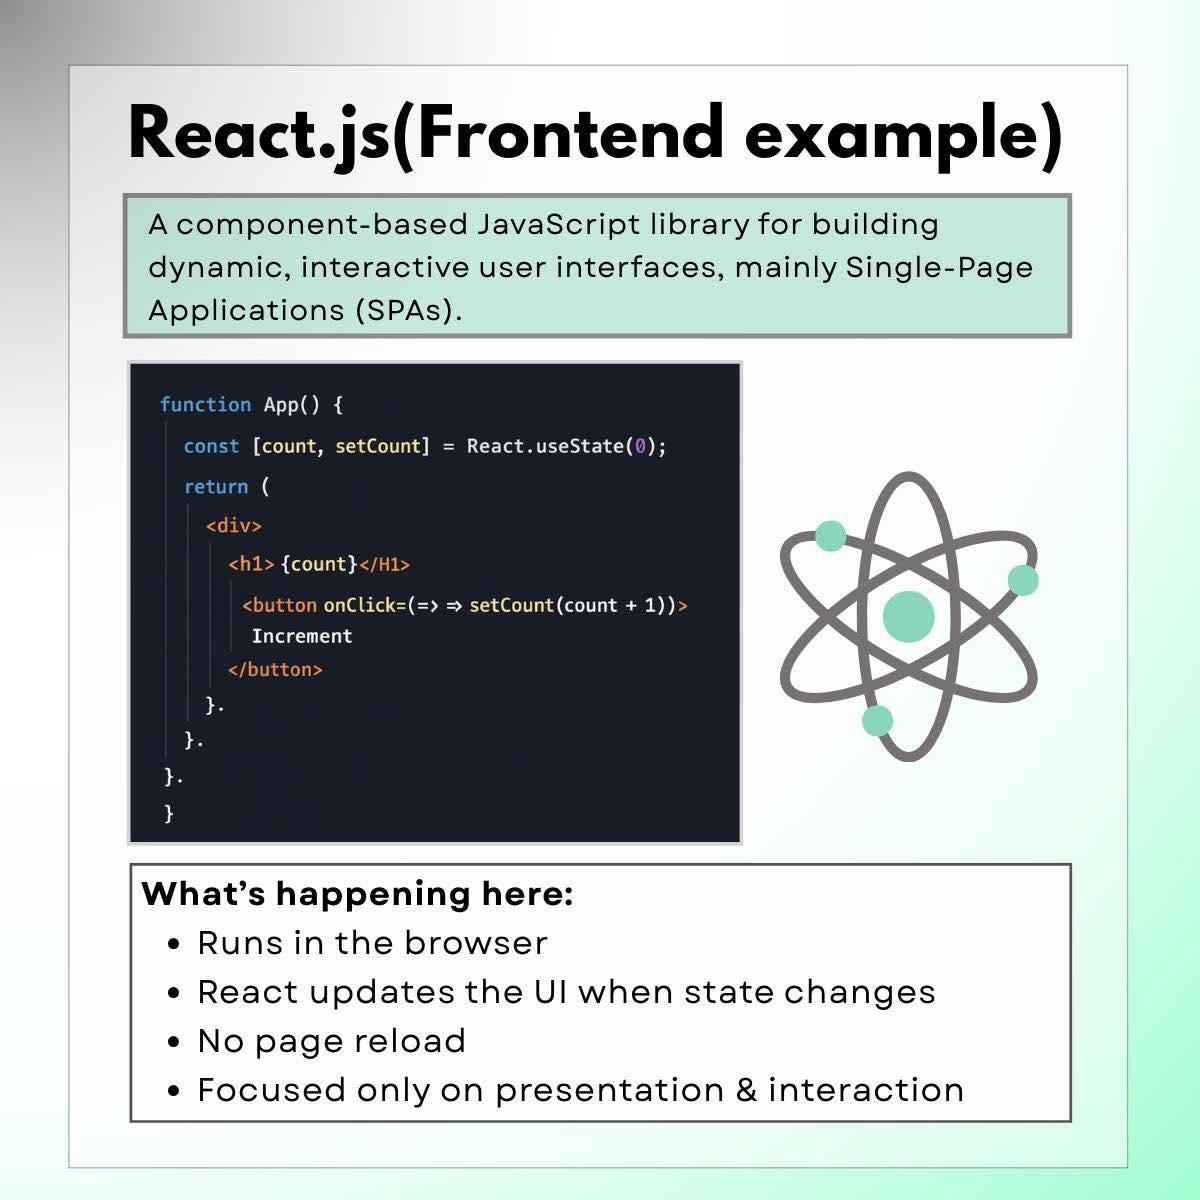 React.js(Frontend example)
A component-based JavaScript library for building
dynamic, interactive user interfaces, mainly Single-Page
Applications (SPAs).
function App() {
const [count, setCount] = React.useState(0);
return (
<div>
<h1> {count}</H1>
<button onClick=(=> ⇒ setCount(count + 1))>
Increment
</button>
}.
}.
}.
}
What’s happening here:
• Runs in the browser
• React updates the UI when state changes
• No page reload
• Focused only on presentation & interaction